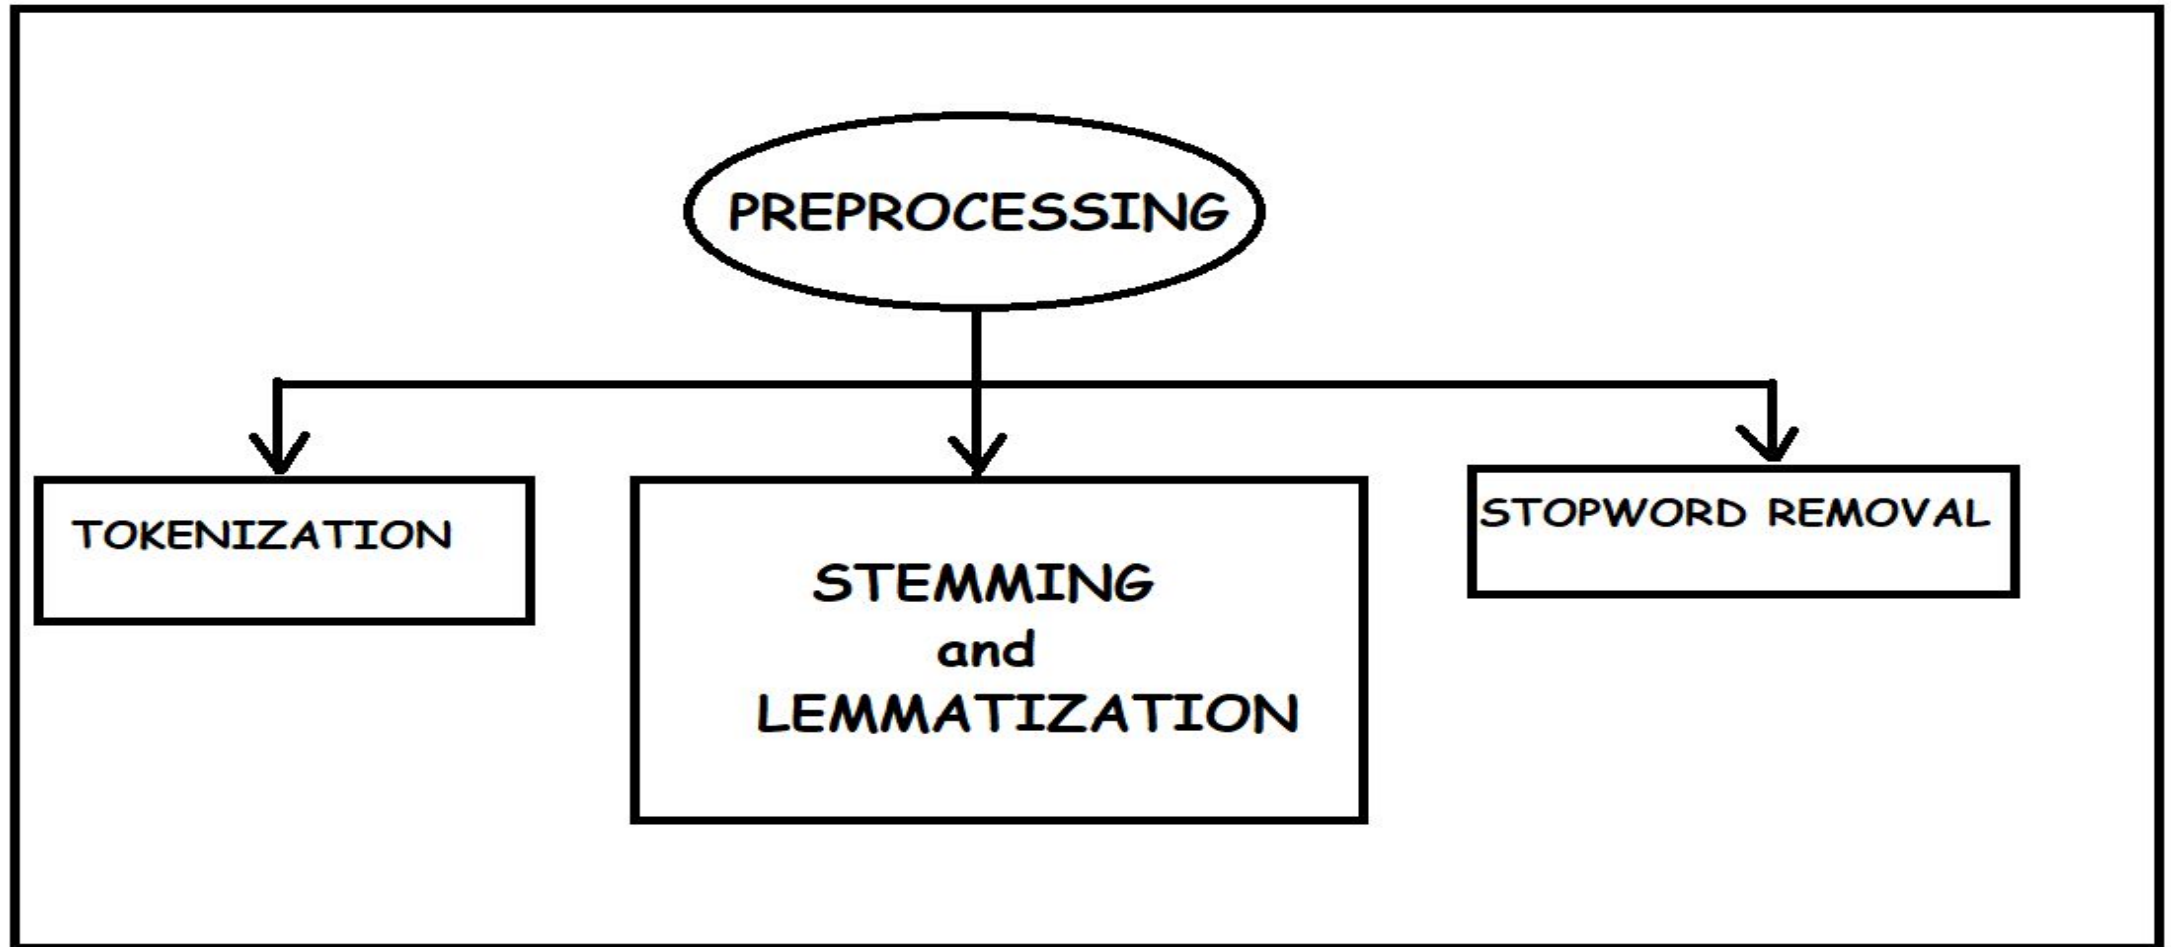 PREPROCESSING
TOKENIZATION
STEMMING
and
LEMMATIZATION
STOPWORD REMOVAL